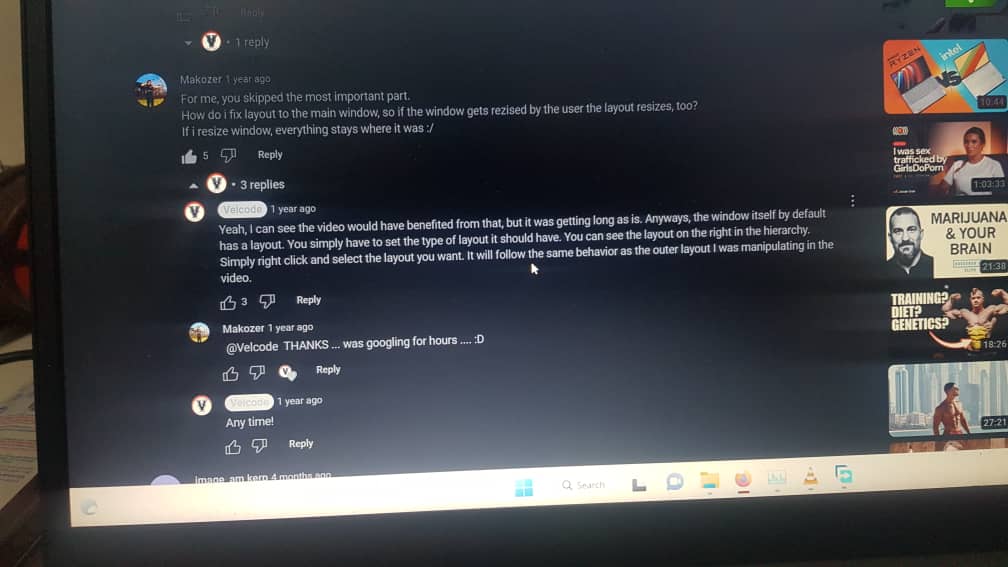 Reply
V • 1 reply
Makozer 1 year ago
For me, you skipped the most important part.
How do i fix layout to the main window, so if the window gets rezised by the user the layout resizes, too?
If i resize window, everything stays where it was :/
5 Reply
V • 3 replies
V Velcode 1 year ago
Yeah, I can see the video would have benefited from that, but it was getting long as is. Anyways, the window itself by default
has a layout. You simply have to set the type of layout it should have. You can see the layout on the right in the hierarchy.
Simply right click and select the layout you want. It will follow the same behavior as the outer layout I was manipulating in the
video.
3 Reply
Makozer 1 year ago
@Velcode THANKS ... was googling for hours .... :D
V Reply
V Velcode 1 year ago
Any time!
Reply
Image_am kern 4 months ago
Search
RYZEN
intel
VS
10:44
I was sex
trafficked by
GirlsDoPorn
1:03:33
MARIJUANA
& YOUR
BRAIN
21:38
TRAINING?
DIET?
GENETICS?
18:26
27:21